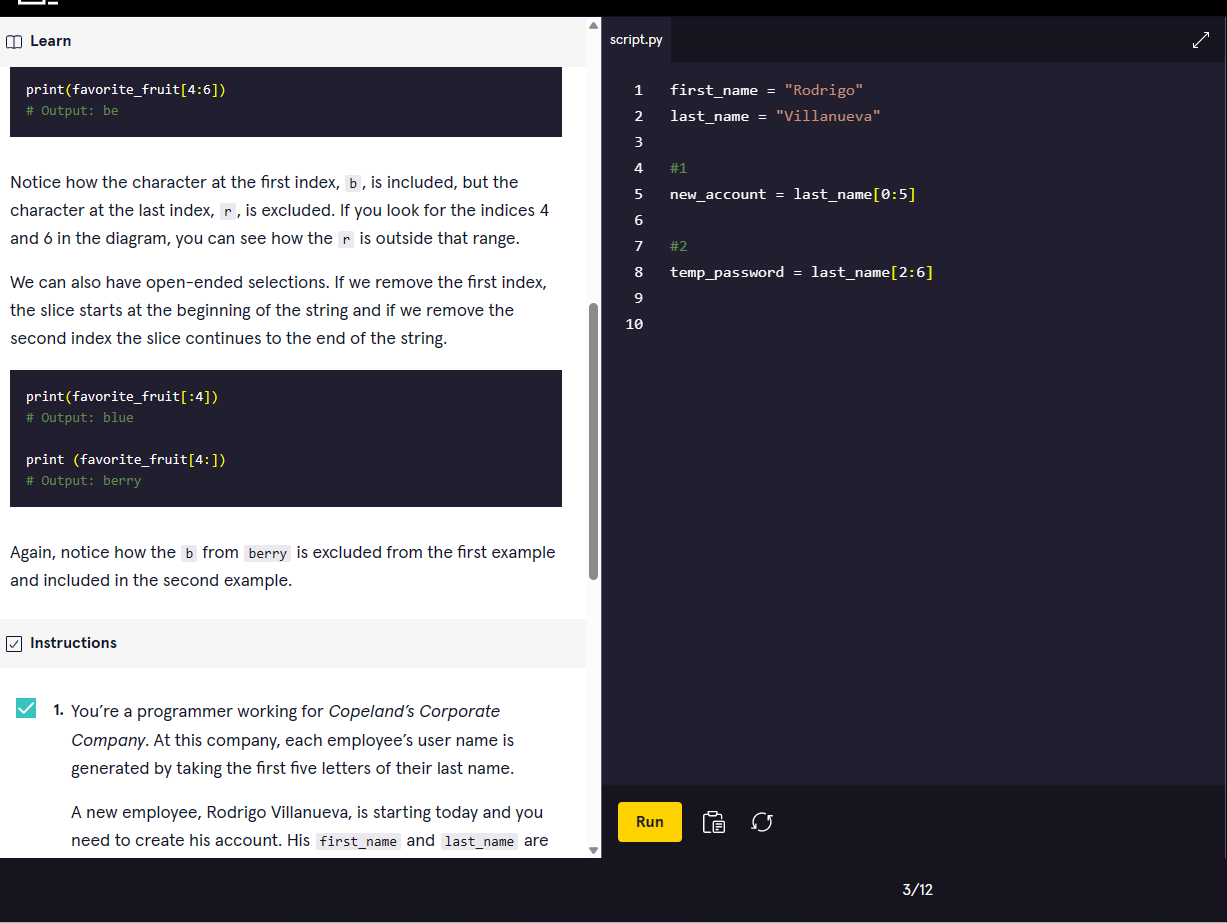 Learn
print(favorite_fruit[4:6])
# Output: be
Notice how the character at the first index, b, is included, but the
character at the last index, r, is excluded. If you look for the indices 4
and 6 in the diagram, you can see how the r is outside that range.
We can also have open-ended selections. If we remove the first index,
the slice starts at the beginning of the string and if we remove the
second index the slice continues to the end of the string.
print(favorite_fruit[:4])
# Output: blue
print (favorite_fruit[4:])
# Output: berry
Again, notice how the b from berry is excluded from the first example
and included in the second example.
Instructions
1. You’re a programmer working for Copeland’s Corporate
Company. At this company, each employee’s user name is
generated by taking the first five letters of their last name.
A new employee, Rodrigo Villanueva, is starting today and you
need to create his account. His first_name and last_name are
script.py
1 first_name = "Rodrigo"
2 last_name = "Villanueva"
3
4 #1
5 new_account = last_name[0:5]
6
7 #2
8 temp_password = last_name[2:6]
9
10
Run
3/12